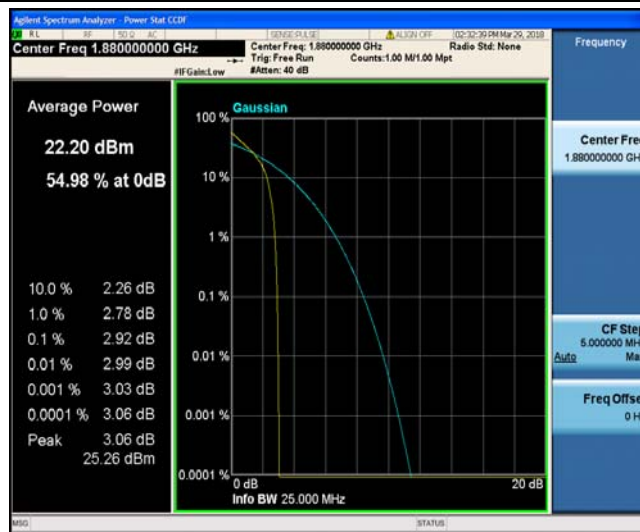 Agilent Spectrum Analyzer - Power Stat CCDF
RL RF 50 Ω AC SENSE:PULSE ALIGN OFF 02:32:39 PM Mar 29, 2018
Center Freq 1.880000000 GHz
Center Freq: 1.880000000 GHz Radio Std: None
Trig: Free Run Counts:1.00 M/1.00 Mpt
#IFGain:Low #Atten: 40 dB
Frequency
Average Power
22.20 dBm
54.98 % at 0dB
10.0 % 2.26 dB
1.0 % 2.78 dB
0.1 % 2.92 dB
0.01 % 2.99 dB
0.001 % 3.03 dB
0.0001 % 3.06 dB
Peak 3.06 dB
25.26 dBm
Gaussian
100 %
10 %
1 %
0.1 %
0.01 %
0.001 %
0.0001 %
0 dB 20 dB
Info BW 25.000 MHz
Center Fre
1.880000000 GH
CF Step
5.000000 MH
Auto Ma
Freq Offse
0 H
MSG STATUS